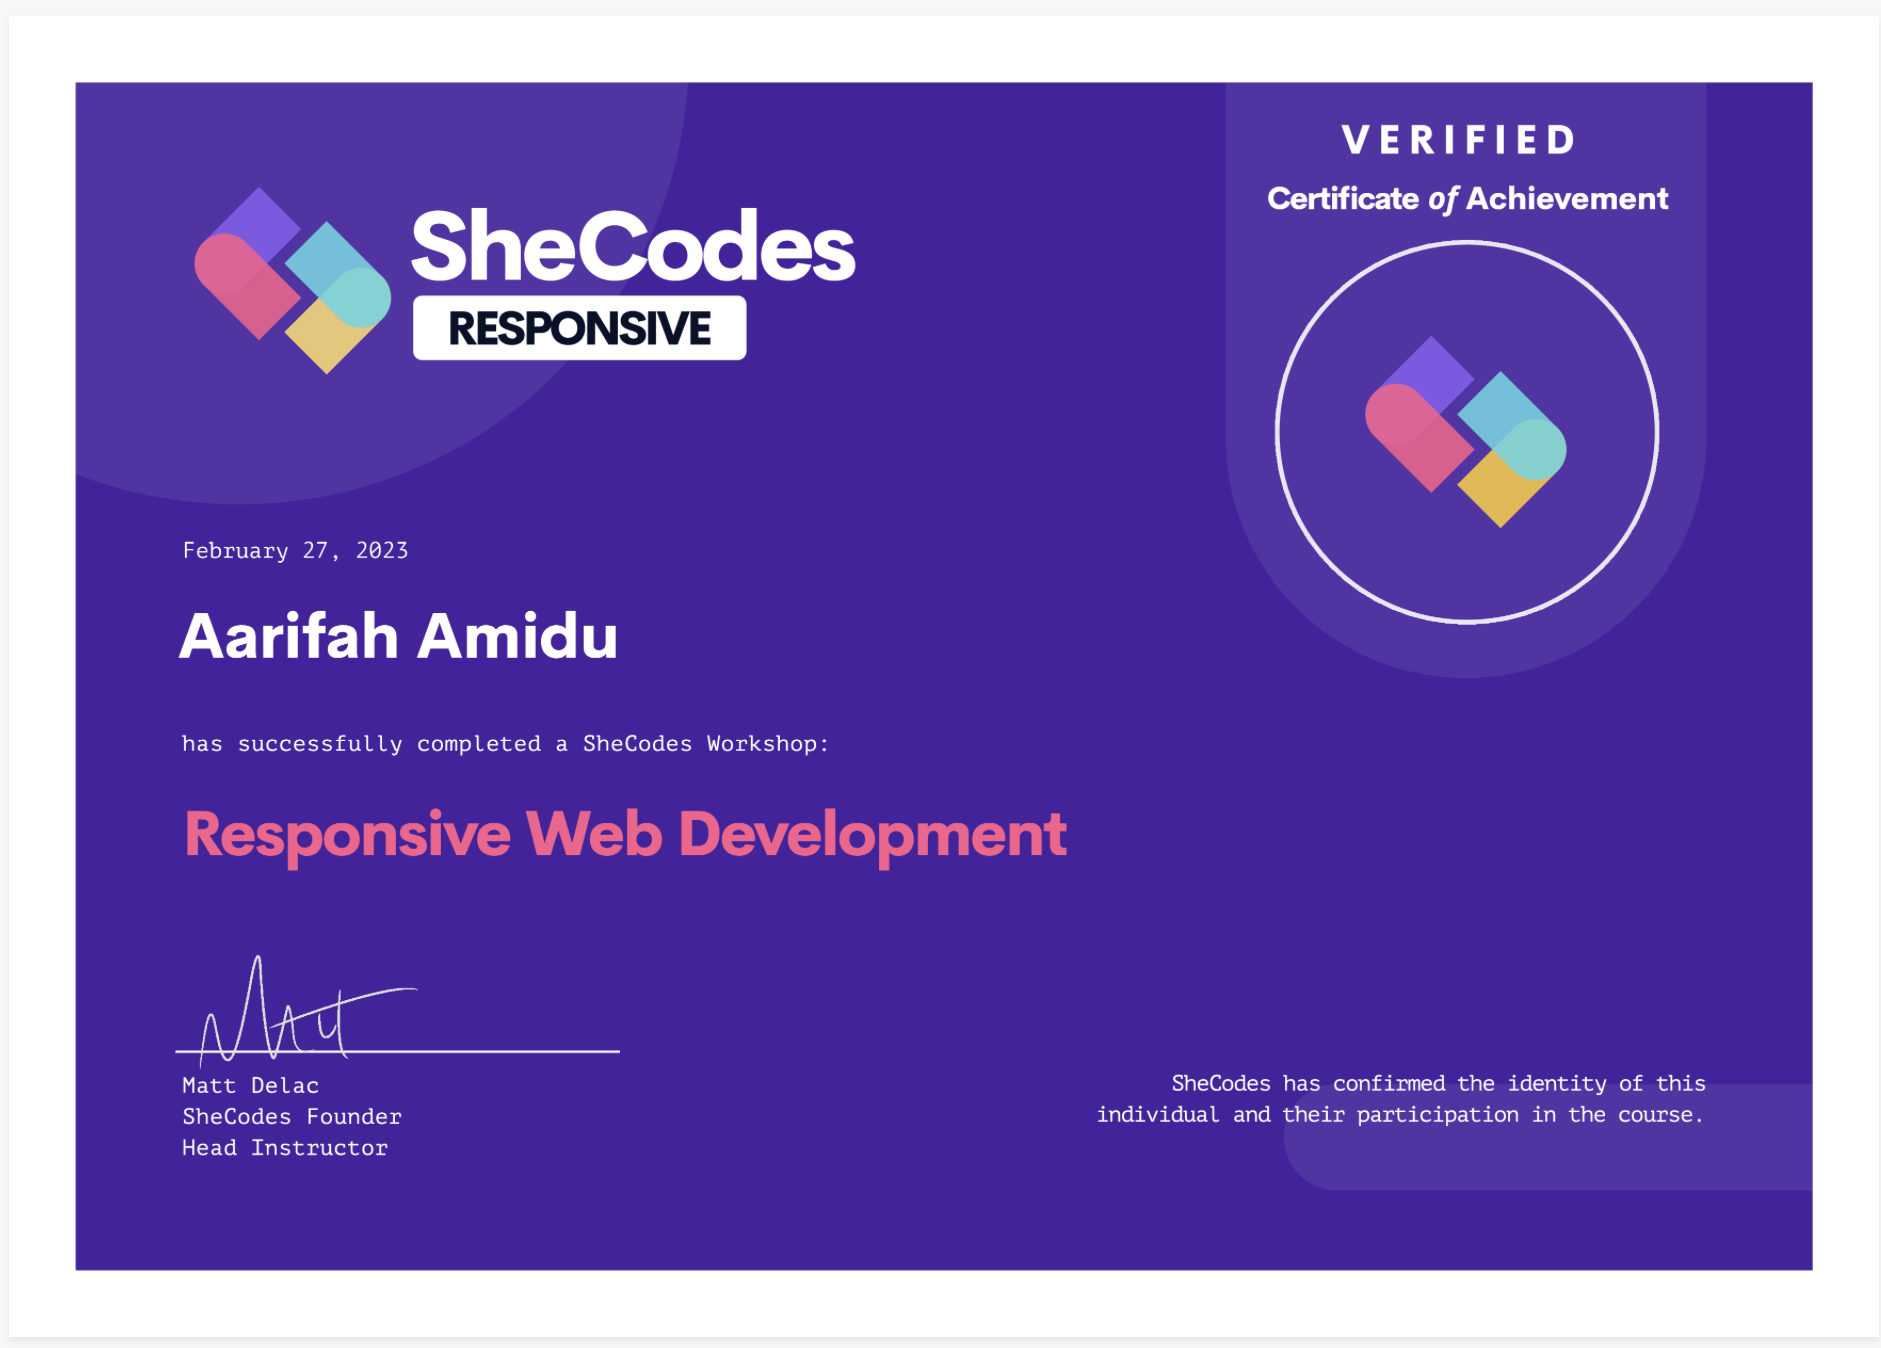 VERIFIED
Certificate of Achievement
SheCodes
RESPONSIVE
February 27, 2023
Aarifah Amidu
has successfully completed a SheCodes Workshop:
Responsive Web Development
Matt
Matt Delac
SheCodes Founder
Head Instructor
SheCodes has confirmed the identity of this
individual and their participation in the course.